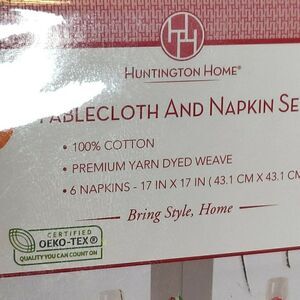 HH
HUNTINGTON HOME®
TABLECLOTH AND NAPKIN SE
• 100% COTTON
• PREMIUM YARN DYED WEAVE
• 6 NAPKINS - 17 IN X 17 IN ( 43.1 CM X 43.1 CM
Bring Style, Home
CERTIFIED
OEKO-TEX®
QUALITY YOU CAN COUNT ON